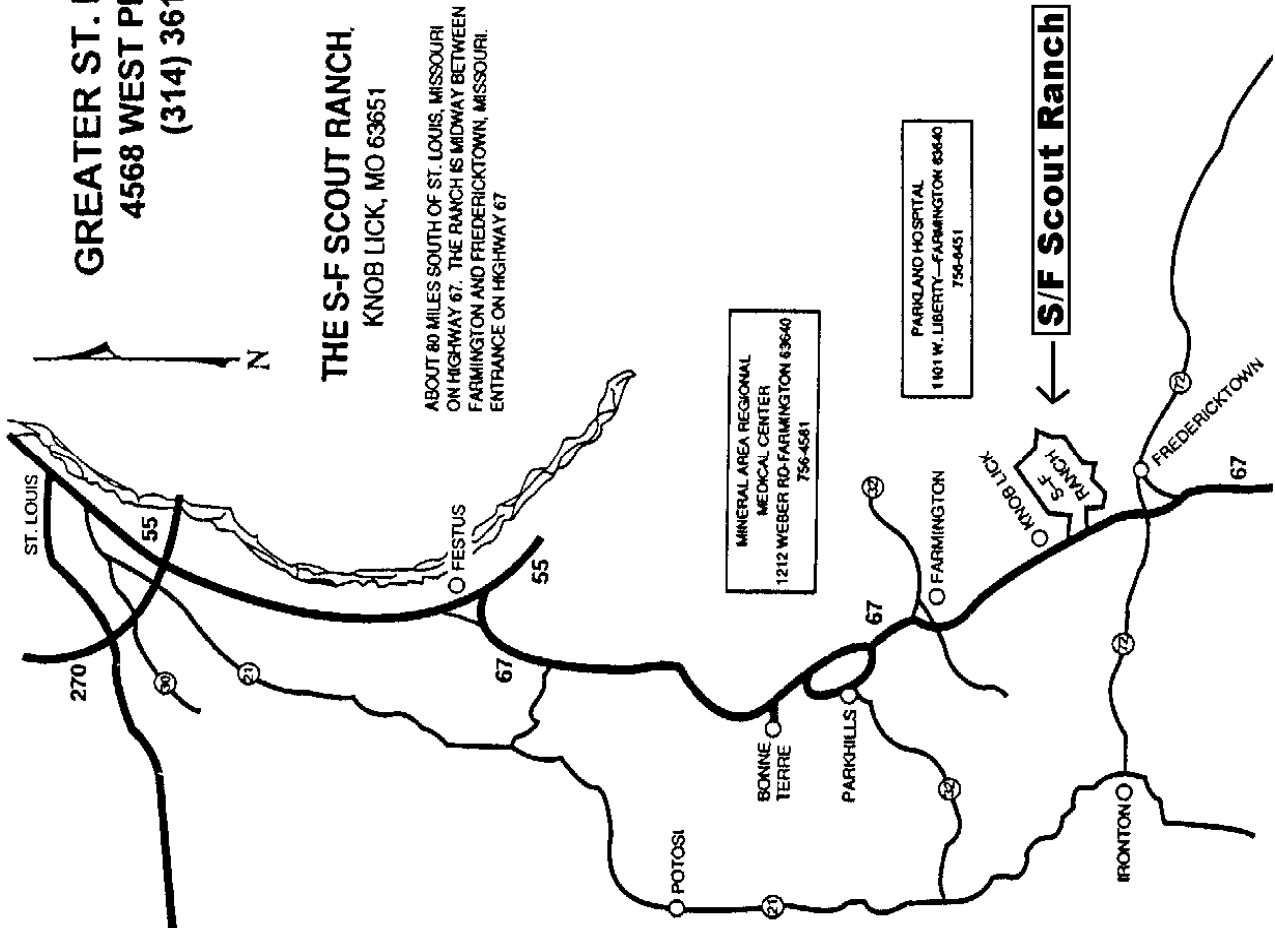 GREATER ST.
4568 WEST
(314) 361
N
THE S-F SCOUT RANCH,
KNOB LICK, MO 63651
ABOUT 80 MILES SOUTH OF ST. LOUIS, MISSOURI
ON HIGHWAY 67. THE RANCH IS MIDWAY BETWEEN
FARMINGTON AND FREDERICKTOWN, MISSOURI.
ENTRANCE ON HIGHWAY 67
MINERAL AREA REGIONAL
MEDICAL CENTER
1212 WEBER RD-FARMINGTON 63640
756-4581
PARKLAND HOSPITAL
1101 W. LIBERTY—FARMINGTON 63640
756-6451
S/F Scout Ranch
ST. LOUIS
270
55
30
21
FESTUS
55
67
BONNE
TERRE
PARKHILLS
67
32
FARMINGTON
KNOB LICK
S-F
RANCH
72
FREDERICKTOWN
67
POTOSI
21
32
72
IRONTON